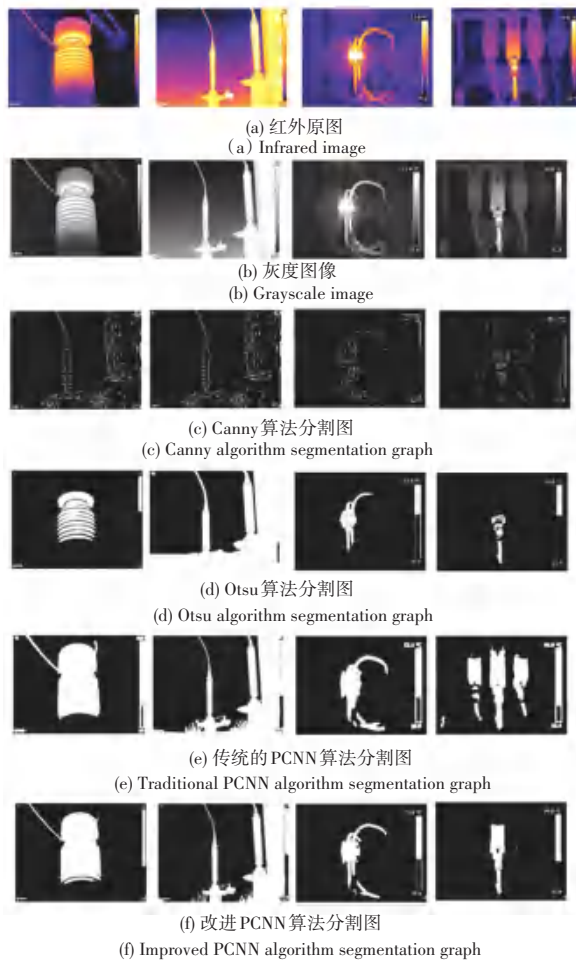 (a) 红外原图
(a) Infrared image
(b) 灰度图像
(b) Grayscale image
(c) Canny算法分割图
(c) Canny algorithm segmentation graph
(d) Otsu算法分割图
(d) Otsu algorithm segmentation graph
(e) 传统的PCNN算法分割图
(e) Traditional PCNN algorithm segmentation graph
(f) 改进PCNN算法分割图
(f) Improved PCNN algorithm segmentation graph